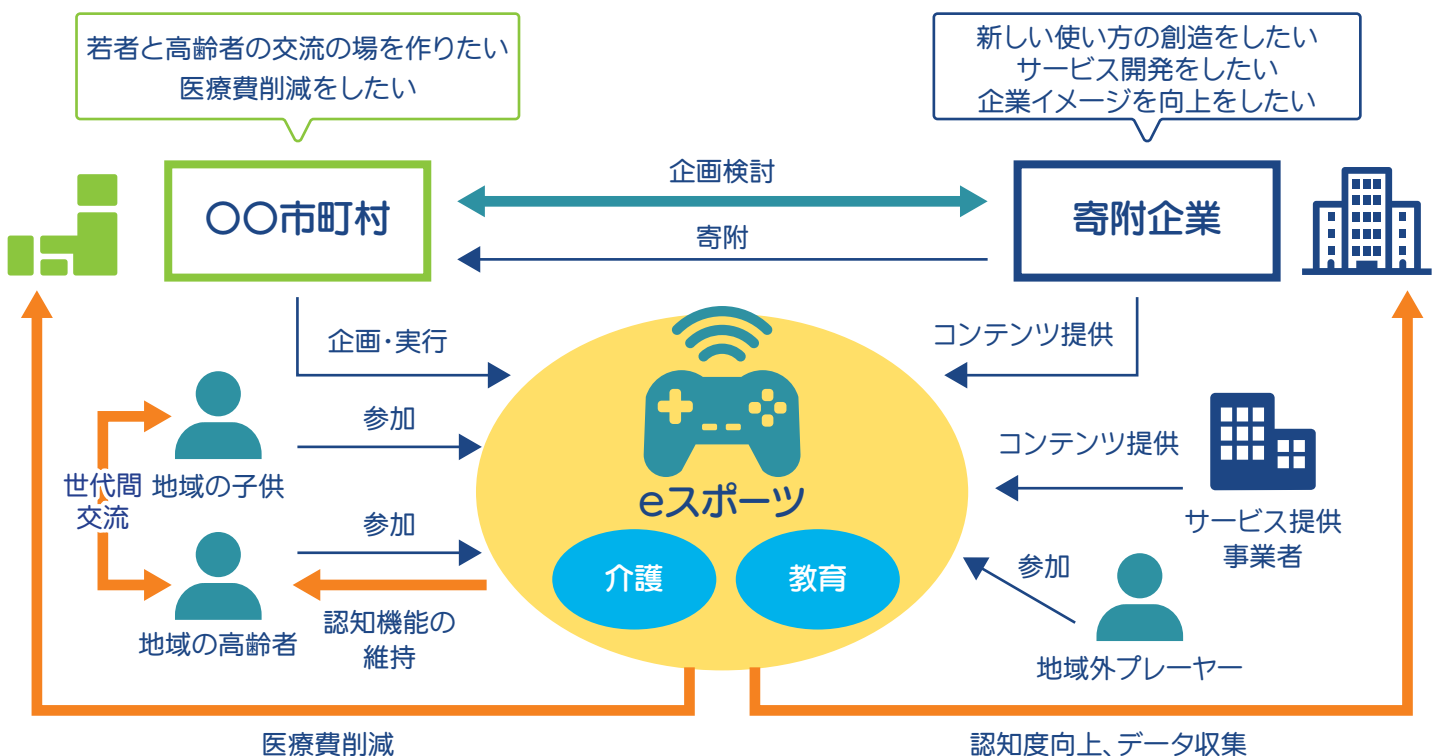 若者と高齢者の交流の場を作りたい
医療費削減をしたい
新しい使い方の創造をしたい
サービス開発をしたい
企業イメージを向上をしたい
〇〇市町村
企画検討
寄附
寄附企業
企画・実行
コンテンツ提供
参加
地域の子供
世代間
交流
参加
地域の高齢者
認知機能の
維持
eスポーツ
介護
教育
コンテンツ提供
サービス提供
事業者
参加
地域外プレーヤー
医療費削減
認知度向上、データ収集